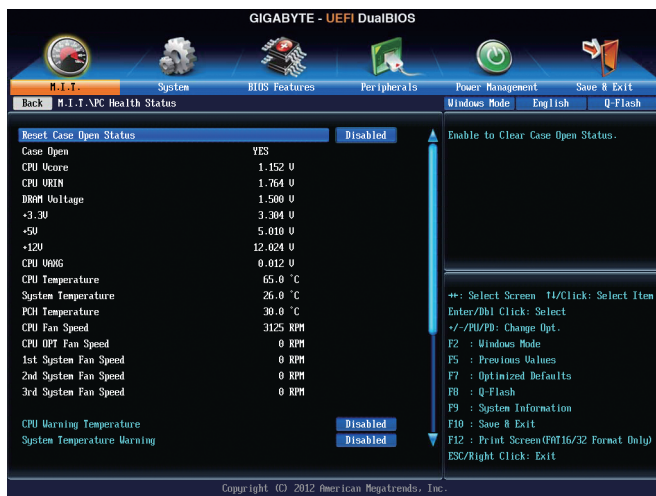 GIGABYTE - UEFI DualBIOS
M.I.T. System BIOS Features Peripherals Power Management Save & Exit
Back M.I.T.\PC Health Status Windows Mode English Q-Flash
Reset Case Open Status Disabled
Case Open YES
CPU Vcore 1.152 V
CPU VRIN 1.764 V
DRAM Voltage 1.500 V
+3.3V 3.304 V
+5V 5.010 V
+12V 12.024 V
CPU VAXG 0.012 V
CPU Temperature 65.0 °C
System Temperature 26.0 °C
PCH Temperature 30.0 °C
CPU Fan Speed 3125 RPM
CPU OPT Fan Speed 0 RPM
1st System Fan Speed 0 RPM
2nd System Fan Speed 0 RPM
3rd System Fan Speed 0 RPM
CPU Warning Temperature Disabled
System Temperature Warning Disabled
Enable to Clear Case Open Status.
→←: Select Screen ↑↓/Click: Select Item
Enter/Dbl Click: Select
+/-/PU/PD: Change Opt.
F2 : Windows Mode
F5 : Previous Values
F7 : Optimized Defaults
F8 : Q-Flash
F9 : System Information
F10 : Save & Exit
F12 : Print Screen(FAT16/32 Format Only)
ESC/Right Click: Exit
Copyright (C) 2012 American Megatrends, Inc.